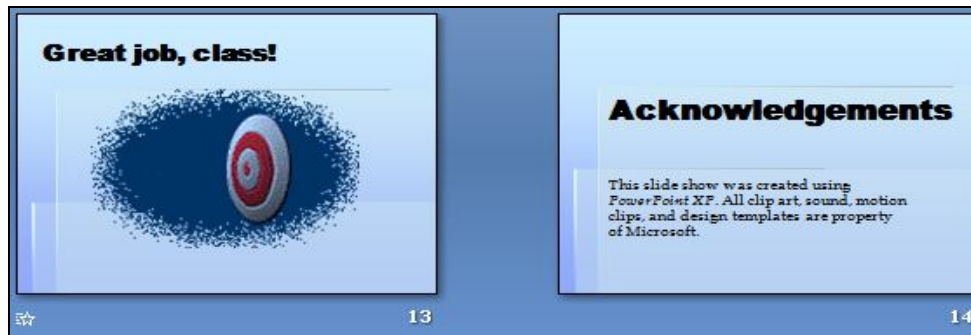 Great job, class!
Acknowledgements
This slide show was created using
PowerPoint XP. All clip art, sound, motion
clips, and design templates are property
of Microsoft.
13
14